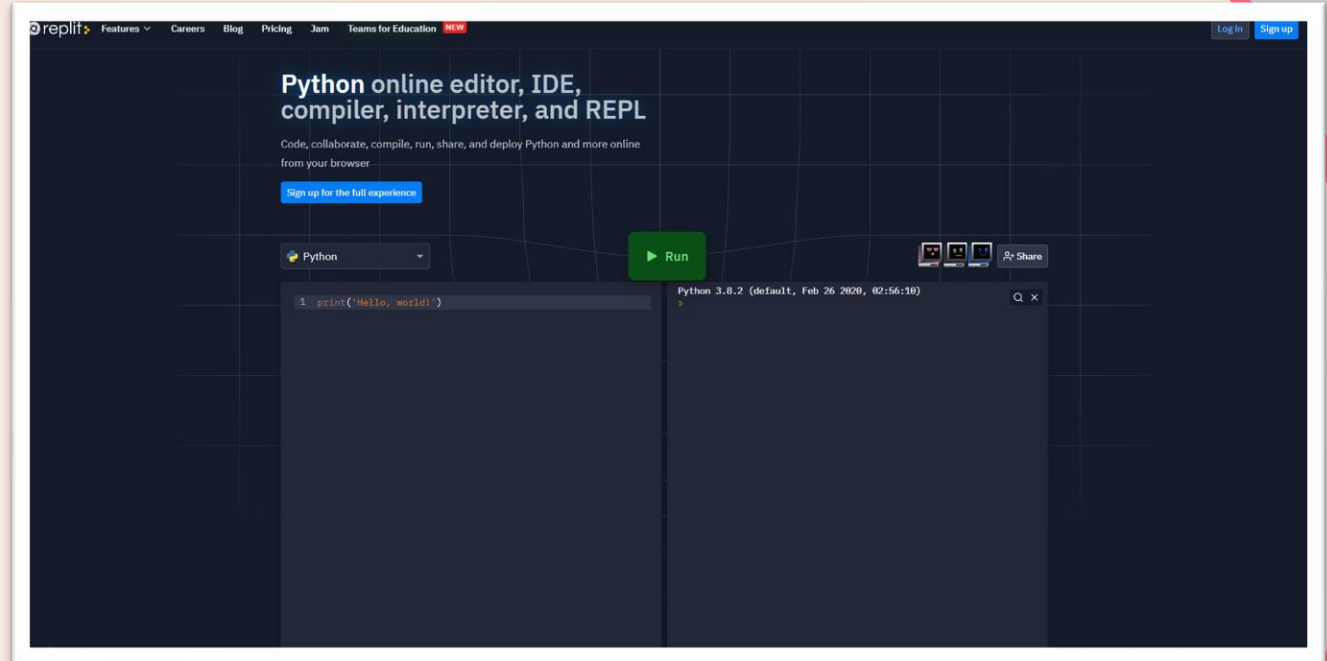 replit Features Careers Blog Pricing Jam Teams for Education NEW Log in Sign up
Python online editor, IDE,
compiler, interpreter, and REPL
Code, collaborate, compile, run, share, and deploy Python and more online
from your browser
Sign up for the full experience
Python Run Share
1 print('Hello, world!')
Python 3.8.2 (default, Feb 26 2020, 02:56:10)